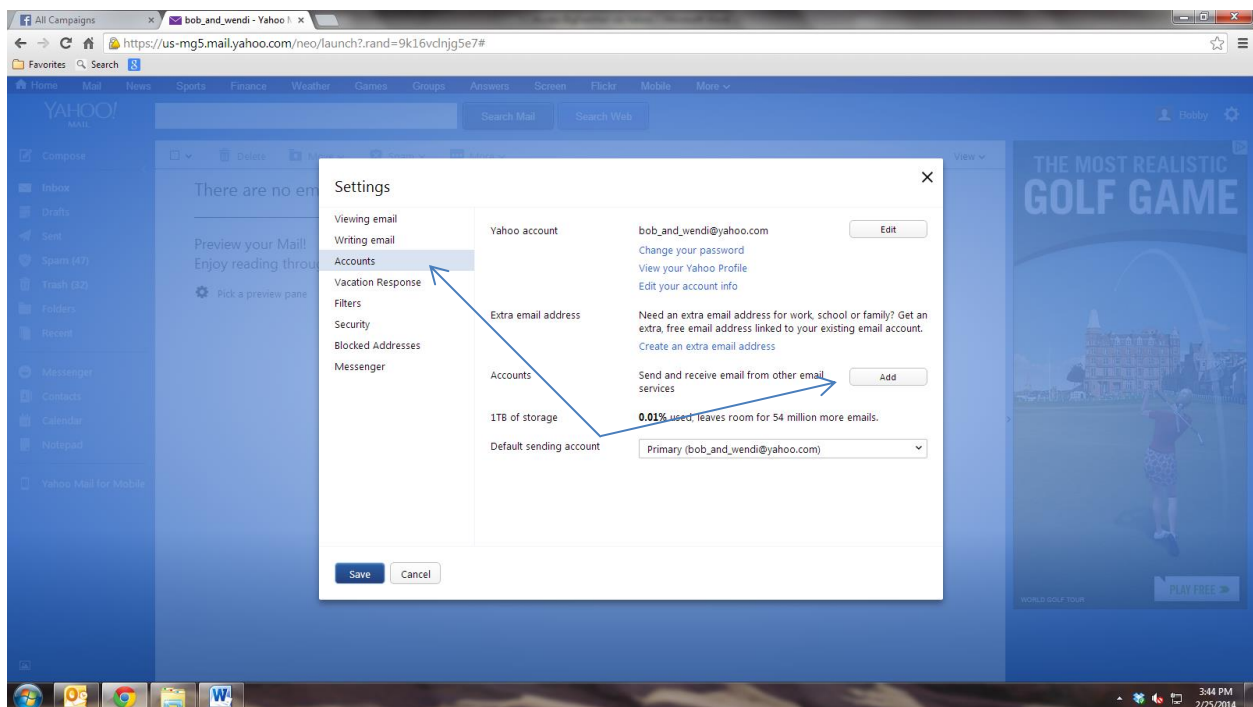 All Campaigns
bob_and_wendi - Yahoo
https://us-mg5.mail.yahoo.com/neo/launch?.rand=9k16vclnjg5e7#
Favorites Search 8
Home Mail News Sports Finance Weather Games Groups Answers Screen Flickr Mobile More
YAHOO!
MAIL
Search Mail Search Web
Bobby
Compose
Delete
View
Inbox
Drafts
Sent
Spam (47)
Trash (32)
Folders
Recent
Messenger
Contacts
Calendar
Notepad
Yahoo Mail for Mobile
There are no em
Preview your Mail!
Enjoy reading throu
Pick a preview pane
Settings
Viewing email
Writing email
Accounts
Vacation Response
Filters
Security
Blocked Addresses
Messenger
Yahoo account
bob_and_wendi@yahoo.com
Edit
Change your password
View your Yahoo Profile
Edit your account info
Extra email address
Need an extra email address for work, school or family? Get an
extra, free email address linked to your existing email account.
Create an extra email address
Accounts
Send and receive email from other email
services
Add
1TB of storage
0.01% used, leaves room for 54 million more emails.
Default sending account
Primary (bob_and_wendi@yahoo.com)
Save Cancel
THE MOST REALISTIC
GOLF GAME
WORLD GOLF TOUR
PLAY FREE
3:44 PM
2/25/2014